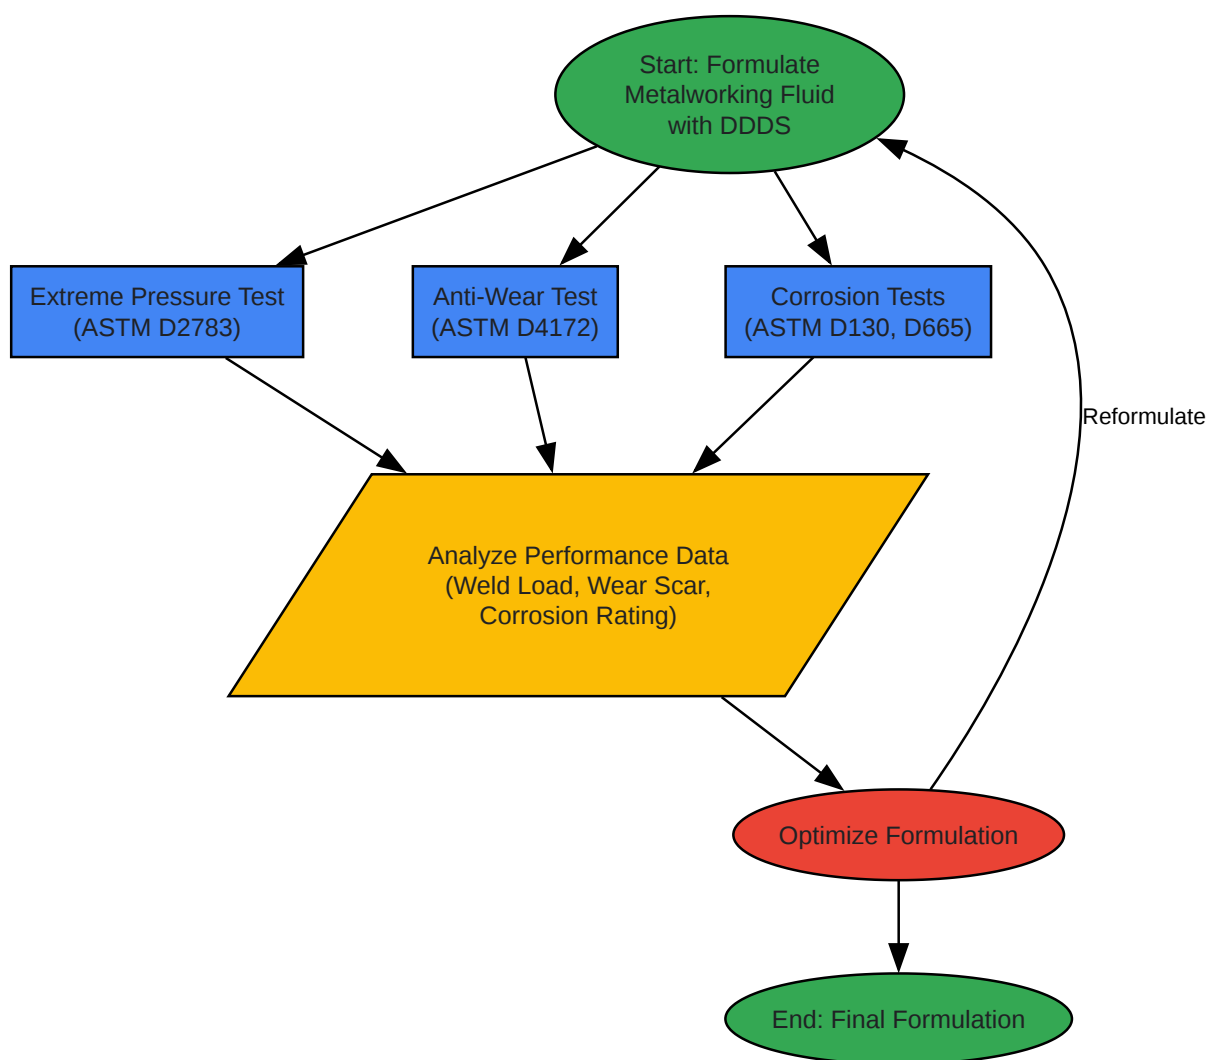 Start: Formulate
Metalworking Fluid
with DDDS
Extreme Pressure Test
(ASTM D2783)
Anti-Wear Test
(ASTM D4172)
Corrosion Tests
(ASTM D130, D665)
Reformulate
Analyze Performance Data
(Weld Load, Wear Scar,
Corrosion Rating)
Optimize Formulation
End: Final Formulation